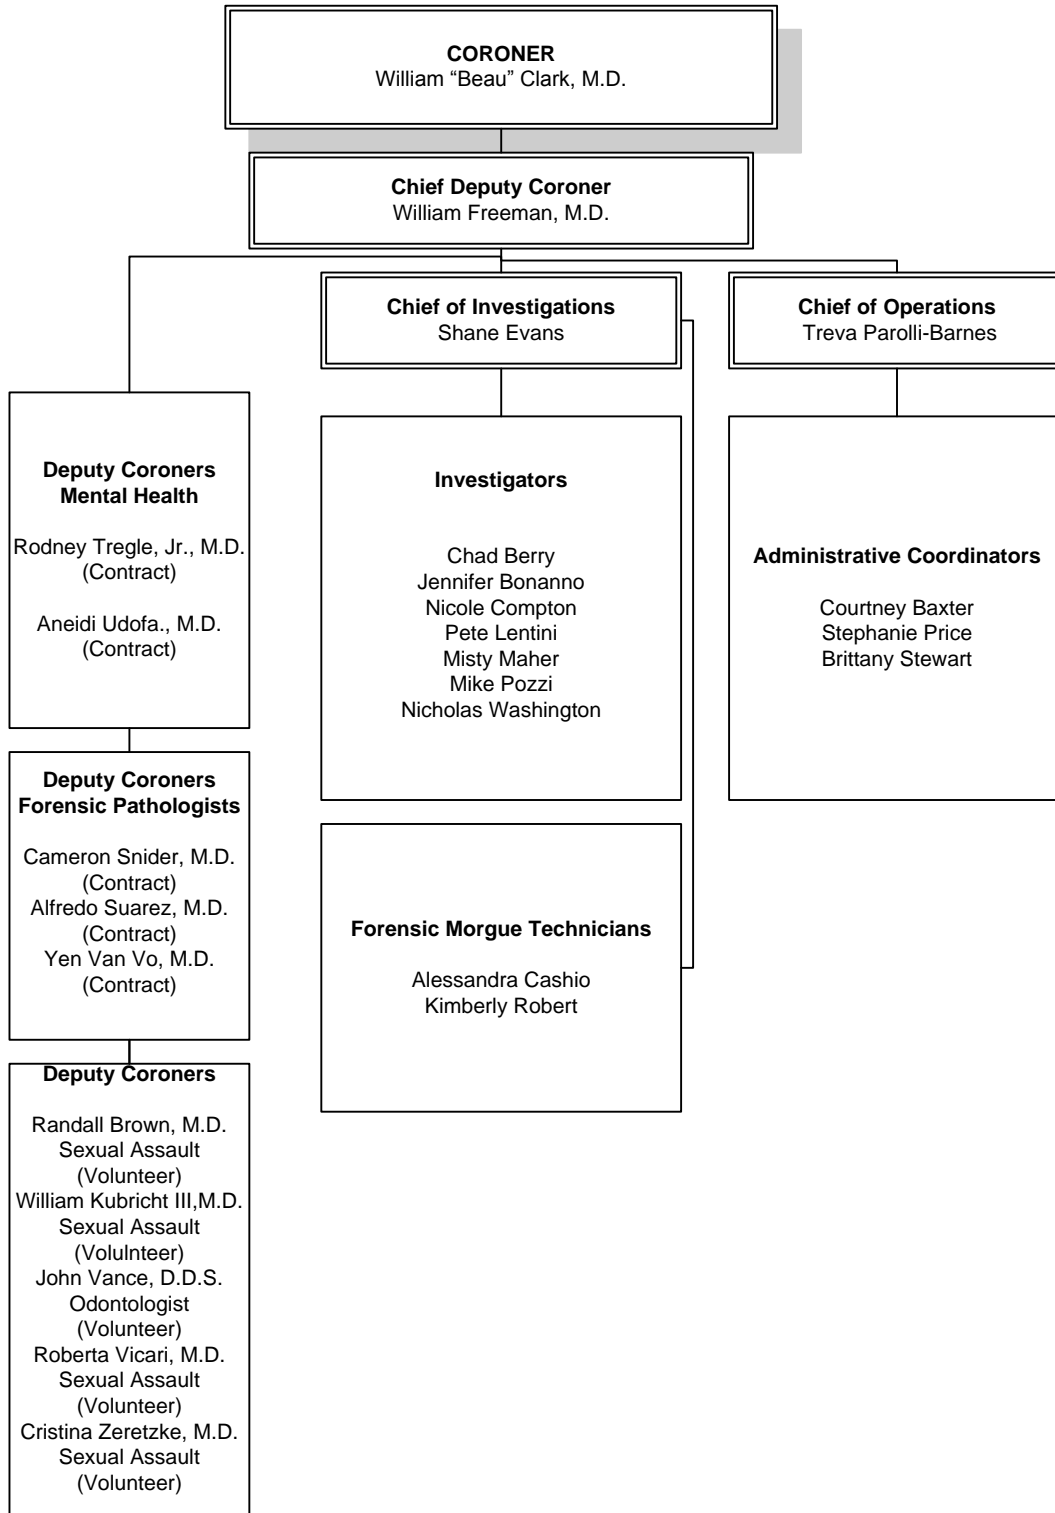 CORONER
William “Beau” Clark, M.D.
Chief Deputy Coroner
William Freeman, M.D.
Chief of Investigations
Shane Evans
Chief of Operations
Treva Parolli-Barnes
Deputy Coroners
Mental Health
Rodney Tregle, Jr., M.D.
(Contract)
Aneidi Udofa., M.D.
(Contract)
Investigators
Chad Berry
Jennifer Bonanno
Nicole Compton
Pete Lentini
Misty Maher
Mike Pozzi
Nicholas Washington
Administrative Coordinators
Courtney Baxter
Stephanie Price
Brittany Stewart
Deputy Coroners
Forensic Pathologists
Cameron Snider, M.D.
(Contract)
Alfredo Suarez, M.D.
(Contract)
Yen Van Vo, M.D.
(Contract)
Forensic Morgue Technicians
Alessandra Cashio
Kimberly Robert
Deputy Coroners
Randall Brown, M.D.
Sexual Assault
(Volunteer)
William Kubricht III,M.D.
Sexual Assault
(Volulnteer)
John Vance, D.D.S.
Odontologist
(Volunteer)
Roberta Vicari, M.D.
Sexual Assault
(Volunteer)
Cristina Zeretzke, M.D.
Sexual Assault
(Volunteer)